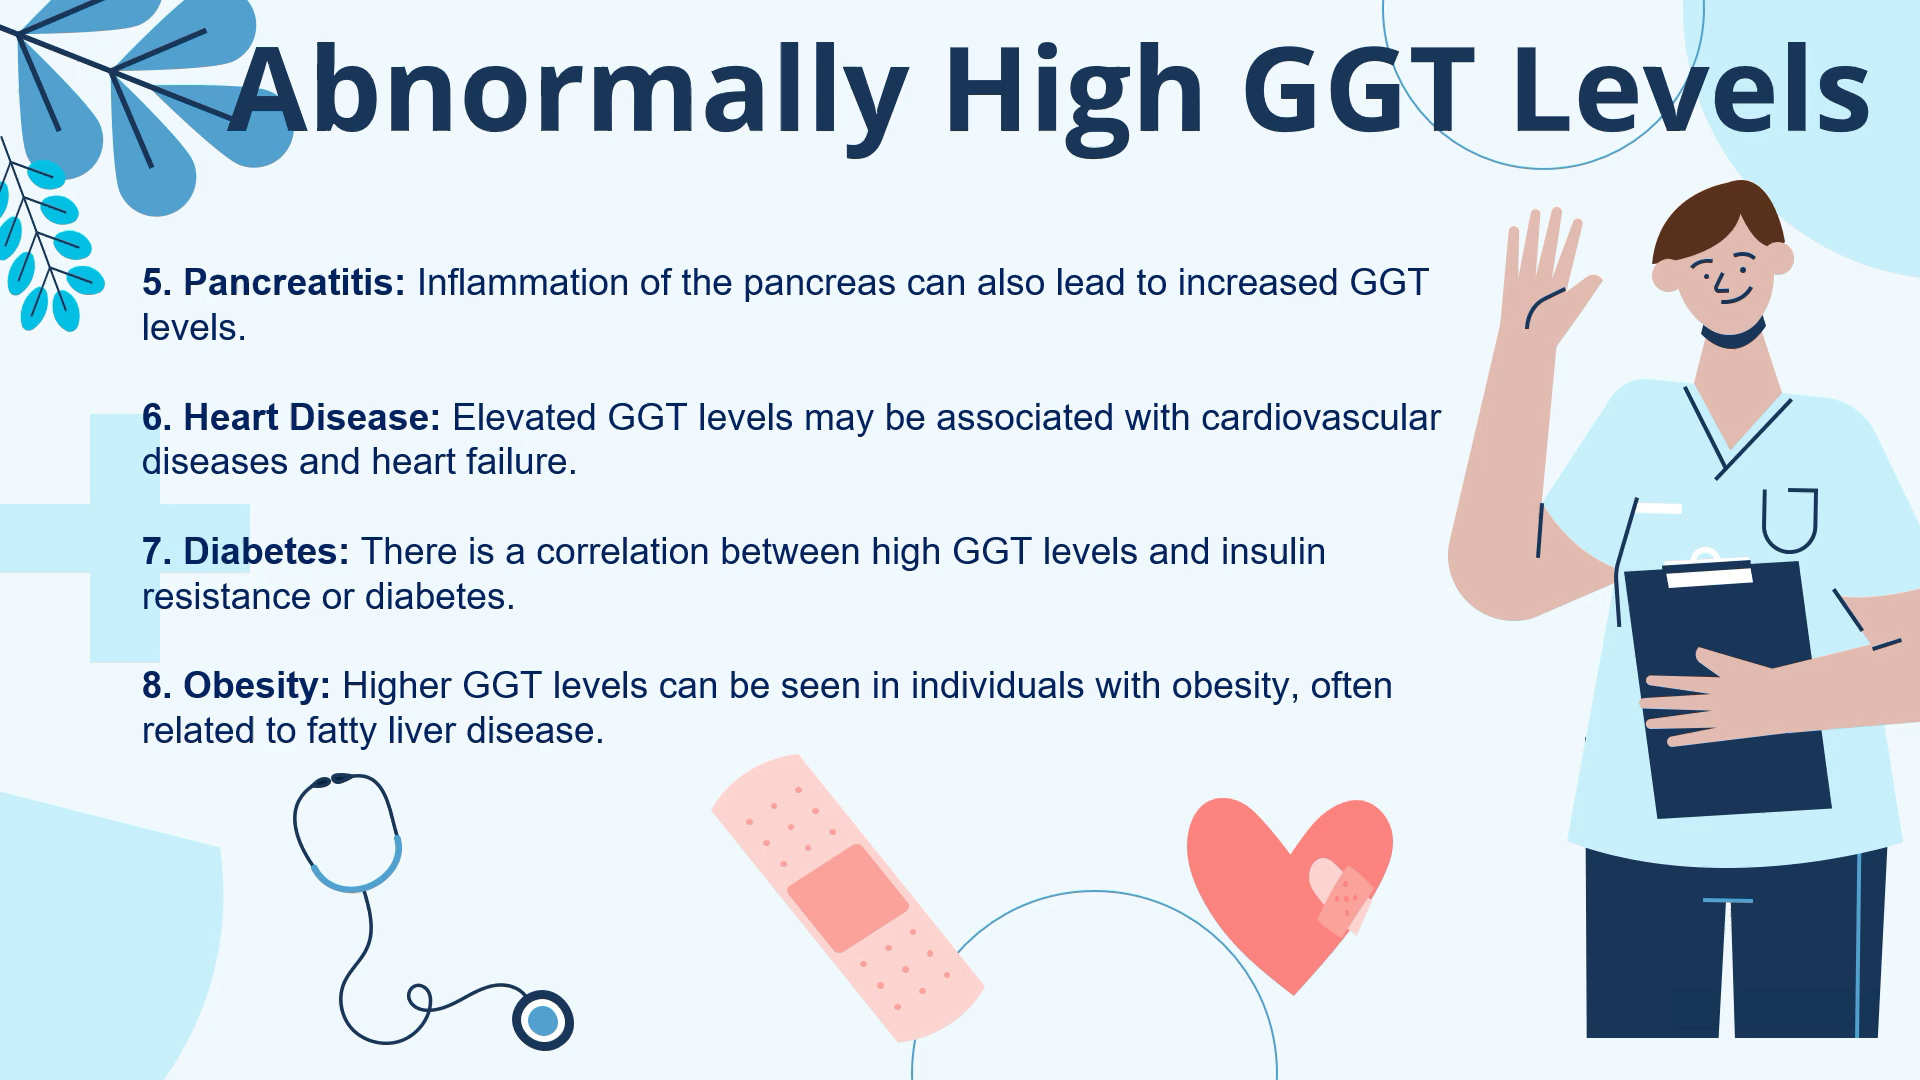 Abnormally High GGT Levels
5. Pancreatitis: Inflammation of the pancreas can also lead to increased GGT
levels.
6. Heart Disease: Elevated GGT levels may be associated with cardiovascular
diseases and heart failure.
7. Diabetes: There is a correlation between high GGT levels and insulin
resistance or diabetes.
8. Obesity: Higher GGT levels can be seen in individuals with obesity, often
related to fatty liver disease.